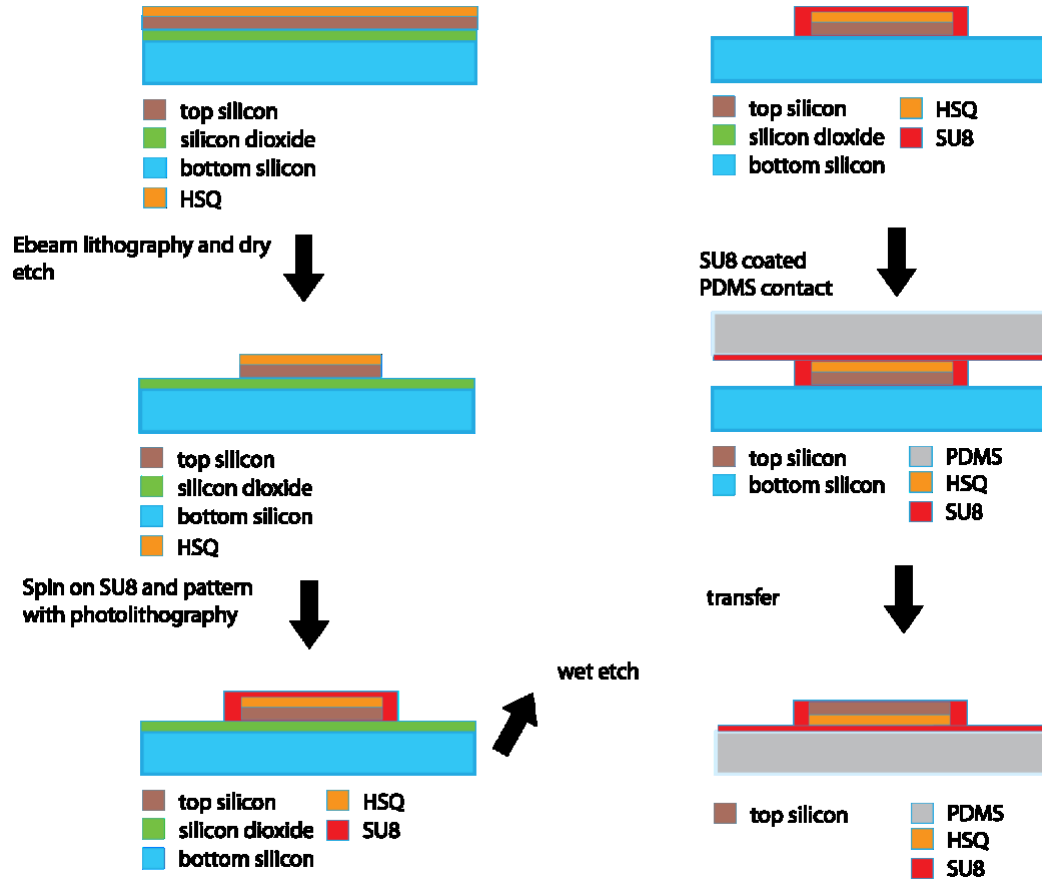 top silicon
silicon dioxide
bottom silicon
HSQ
Ebeam lithography and dry
etch
top silicon
silicon dioxide
bottom silicon
HSQ
Spin on SU8 and pattern
with photolithography
top silicon
silicon dioxide
bottom silicon
HSQ
SU8
wet etch
top silicon
silicon dioxide
bottom silicon
HSQ
SU8
SU8 coated
PDMS contact
top silicon
bottom silicon
PDMS
HSQ
SU8
transfer
top silicon
PDMS
HSQ
SU8